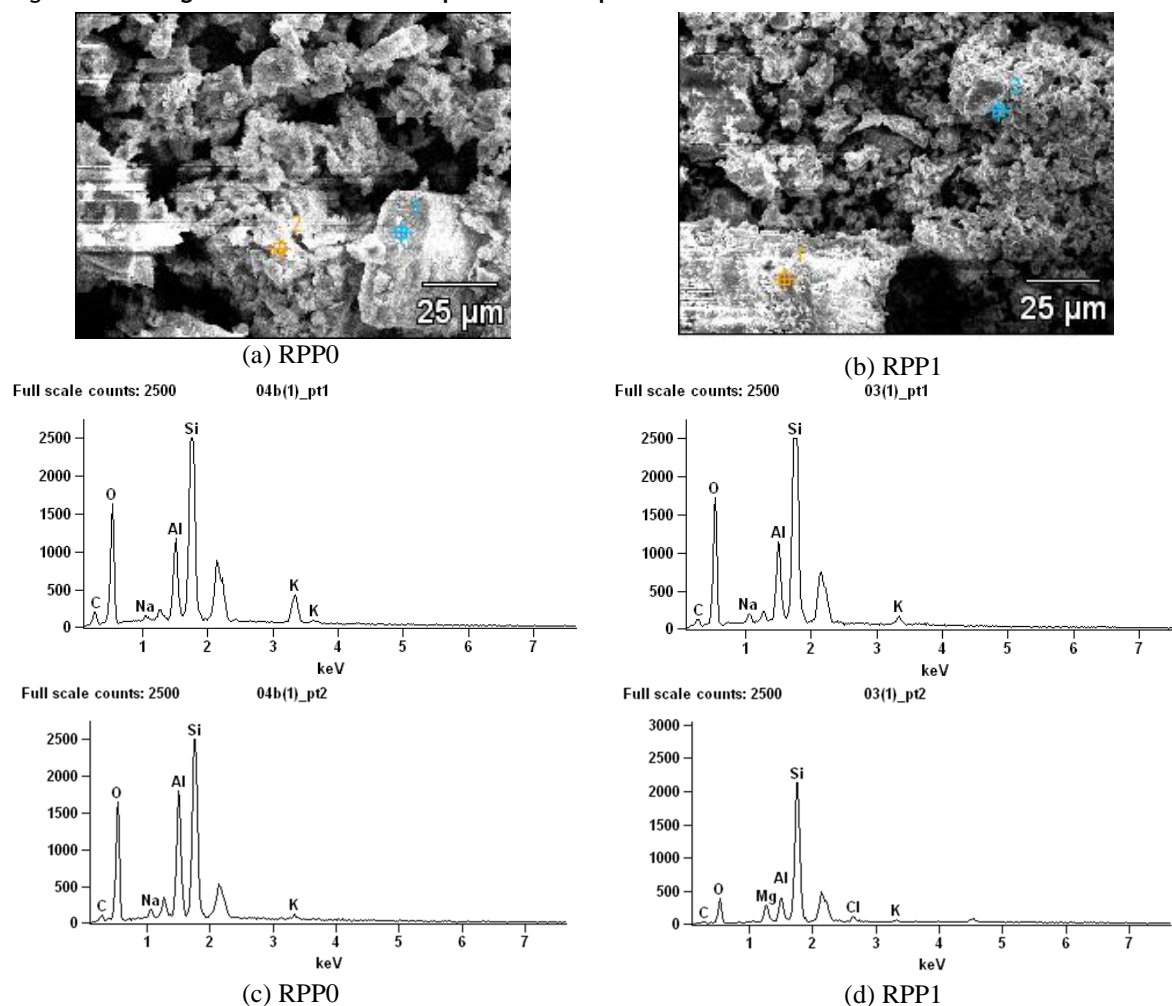 2
1
25 µm
2
1
25 µm
(a) RPP0
(b) RPP1
Full scale counts: 2500 04b(1)_pt1
2500
2000
1500
1000
500
0
C
O
Na
Al
Si
K
K
1 2 3 4 5 6 7
keV
Full scale counts: 2500 03(1)_pt1
2500
2000
1500
1000
500
0
C
O
Na
Al
Si
K
1 2 3 4 5 6 7
keV
Full scale counts: 2500 04b(1)_pt2
2500
2000
1500
1000
500
0
C
O
Na
Al
Si
K
1 2 3 4 5 6 7
keV
(c) RPP0
Full scale counts: 2500 03(1)_pt2
3000
2500
2000
1500
1000
500
0
C
O
Mg
Al
Si
Cl
K
1 2 3 4 5 6 7
keV
(d) RPP1